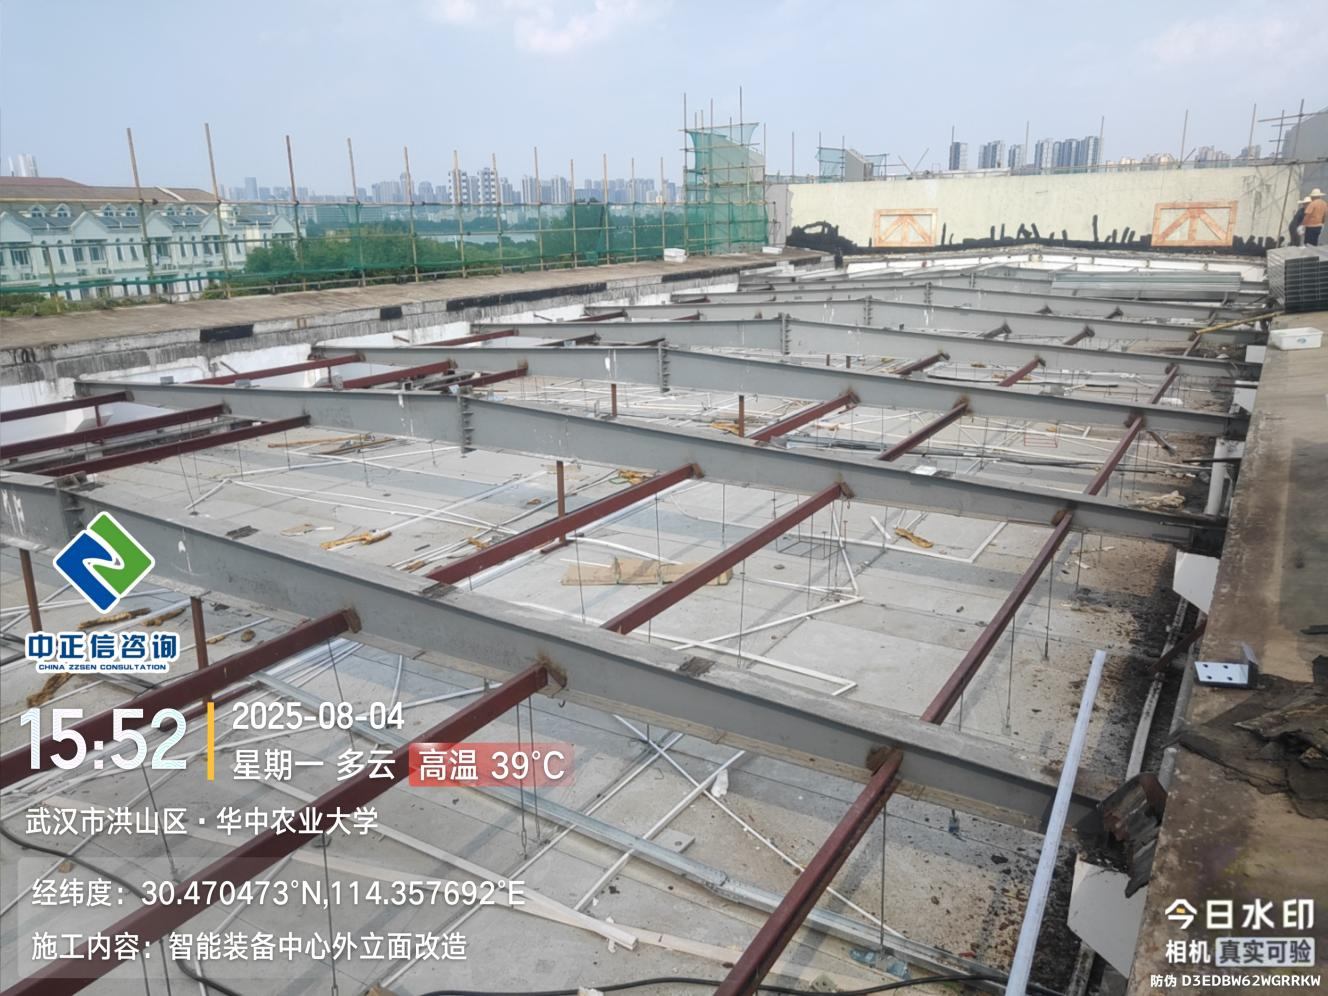 中正信咨询
CHINA ZZSEN CONSULTATION
15:52
2025-08-04
星期一 多云 高温 39°C
武汉市洪山区·华中农业大学
经纬度：30.470473°N,114.357692°E
施工内容：智能装备中心外立面改造
今日水印
相机 真实可验
防伪 D3EDBW62WGRRKW